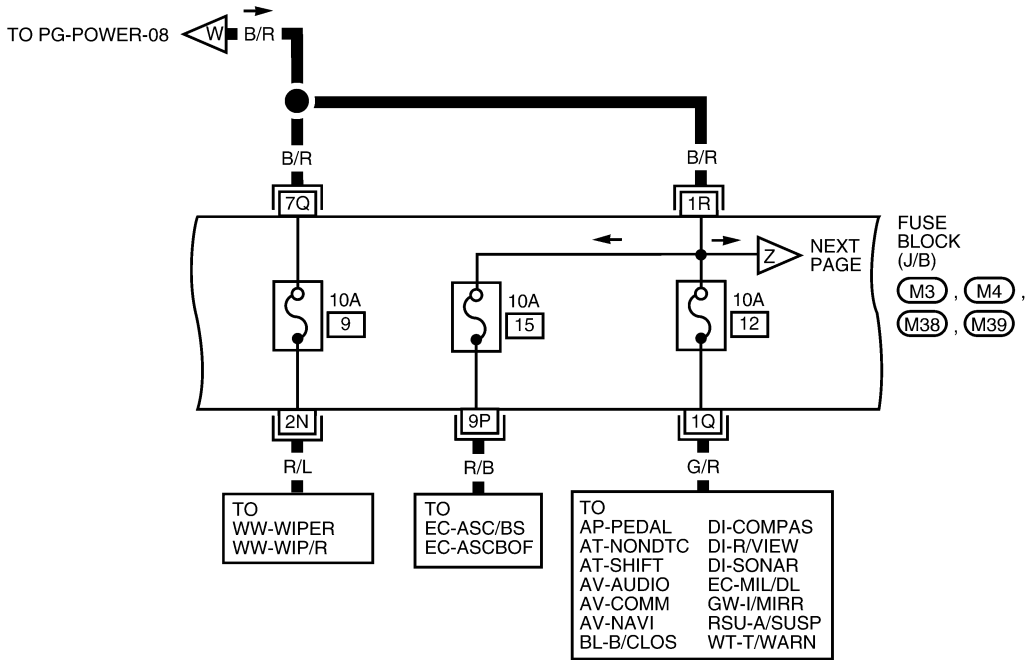 TO PG-POWER-08
W
B/R
B/R
B/R
7Q
1R
FUSE
BLOCK
(J/B)
Z
NEXT
PAGE
M3 , M4 ,
M38 , M39
10A
9
10A
15
10A
12
2N
9P
1Q
R/L
R/B
G/R
TO
WW-WIPER
WW-WIP/R
TO
EC-ASC/BS
EC-ASCBOF
TO
AP-PEDAL DI-COMPAS
AT-NONDTC DI-R/VIEW
AT-SHIFT DI-SONAR
AV-AUDIO EC-MIL/DL
AV-COMM GW-I/MIRR
AV-NAVI RSU-A/SUSP
BL-B/CLOS WT-T/WARN